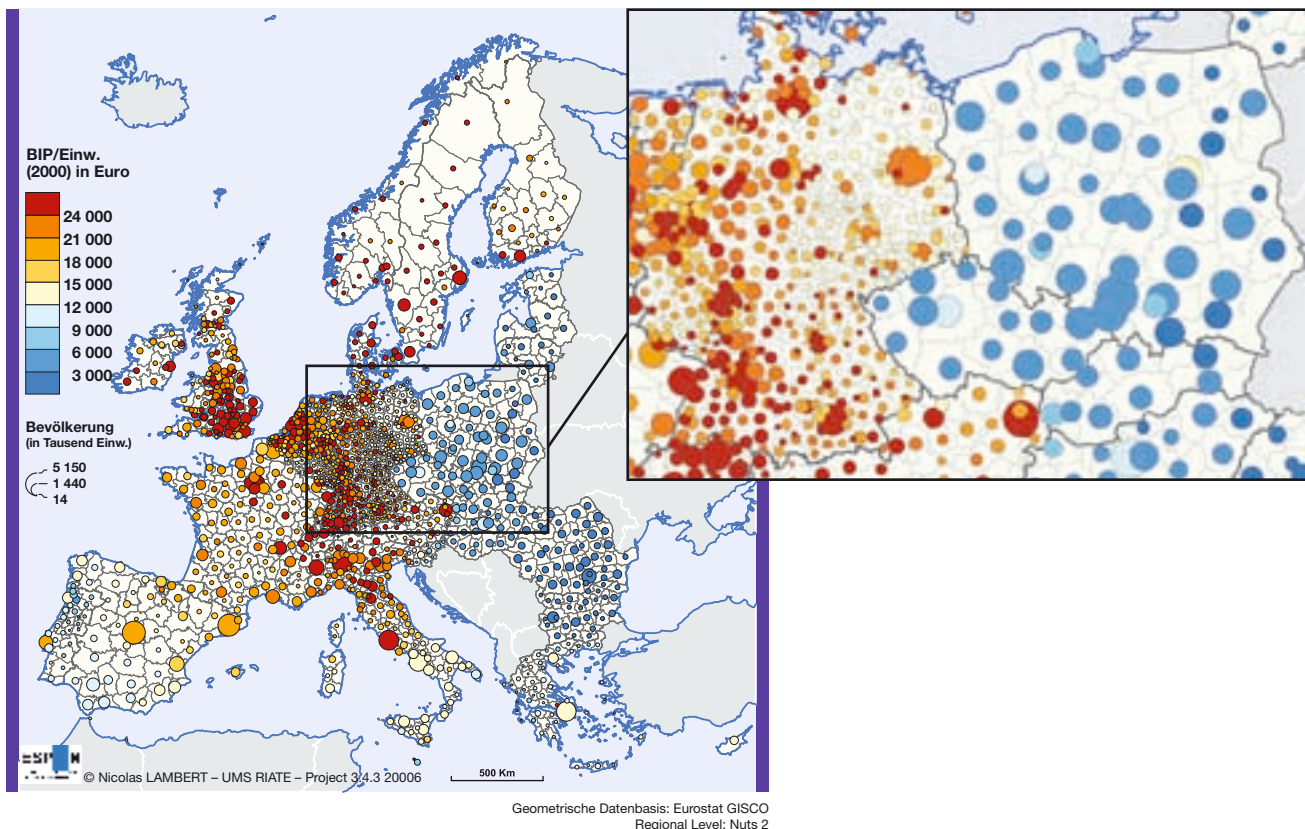 BIP/Einw.
(2000) in Euro
24 000
21 000
18 000
15 000
12 000
9 000
6 000
3 000
Bevölkerung
(in Tausend Einw.)
5 150
1 440
14
© Nicolas LAMBERT – UMS RIATE – Project 3.4.3 20006
500 Km
Geometrische Datenbasis: Eurostat GISCO
Regional Level: Nuts 2